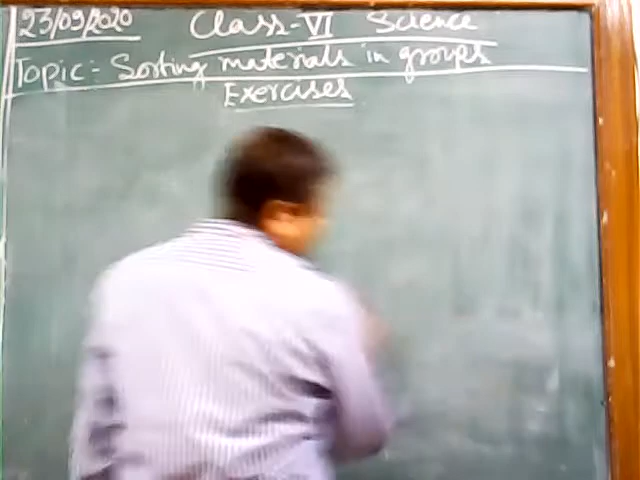 23/09/2020 Class-VI Science
Topic:- Sorting materials in groups
Exercises